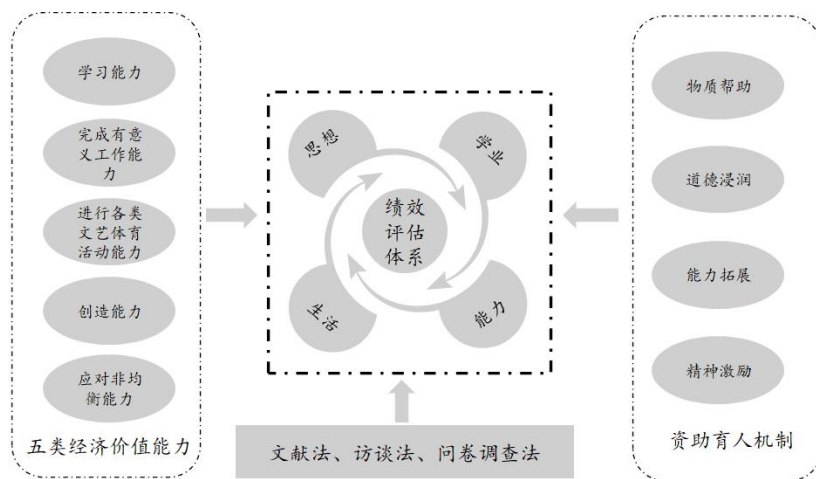 学习能力
完成有意
义工作能
力
进行各类
文艺体育
活动能力
创造能力
应对非均
衡能力
五类经济价值能力
思想
学业
绩效
评估
体系
生活
能力
文献法、访谈法、问卷调查法
物质帮助
道德浸润
能力拓展
精神激励
资助育人机制